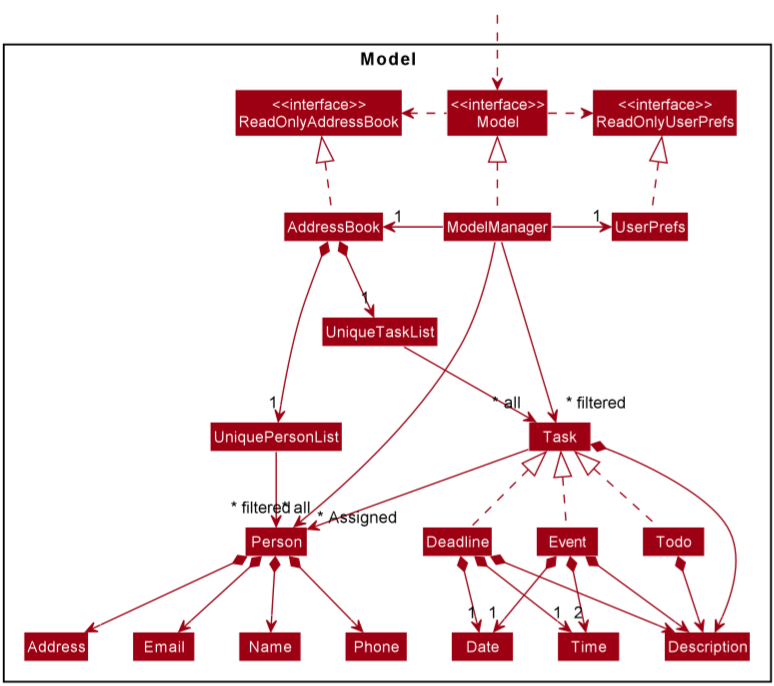 Model
<<interface>>
ReadOnlyAddressBook
<<interface>>
Model
<<interface>>
ReadOnlyUserPrefs
AddressBook
1
ModelManager
1
UserPrefs
1
UniqueTaskList
1
* all
* filtered
UniquePersonList
Task
* filtered
* all
* Assigned
Person
Deadline
Event
Todo
1
1
1
2
Address
Email
Name
Phone
Date
Time
Description